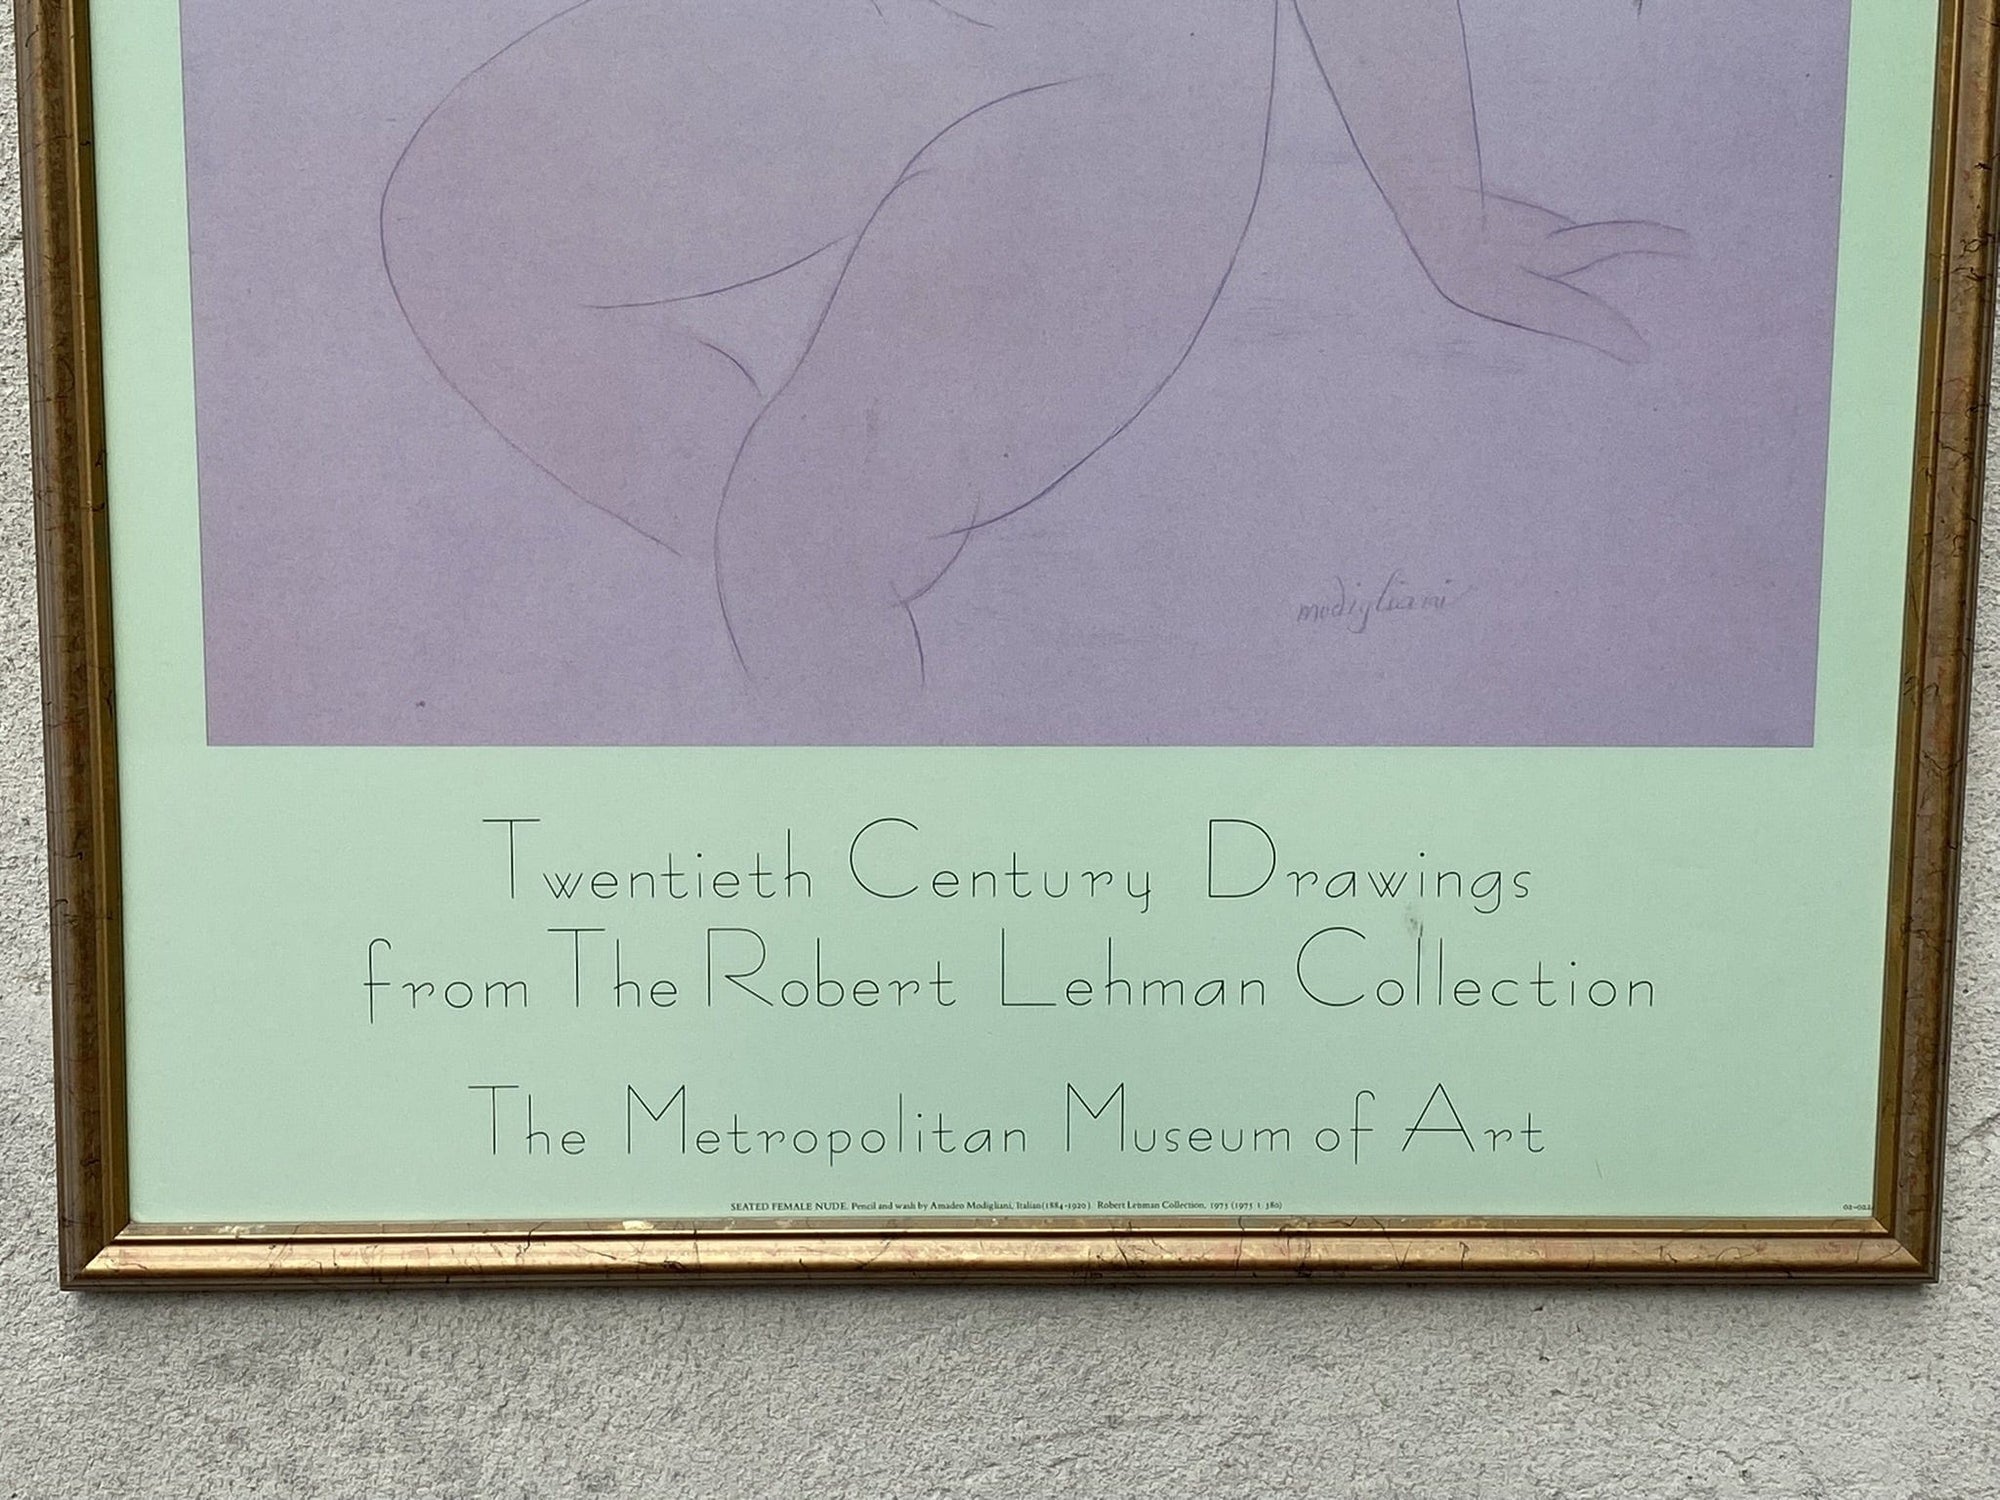 modigliani
Twentieth Century Drawings
from The Robert Lehman Collection
The Metropolitan Museum of Art
SEATED FEMALE NUDE. Pencil and wash by Amadeo Modigliani, Italian (1884-1920). Robert Lehman Collection, 1975 (1975 1 380)